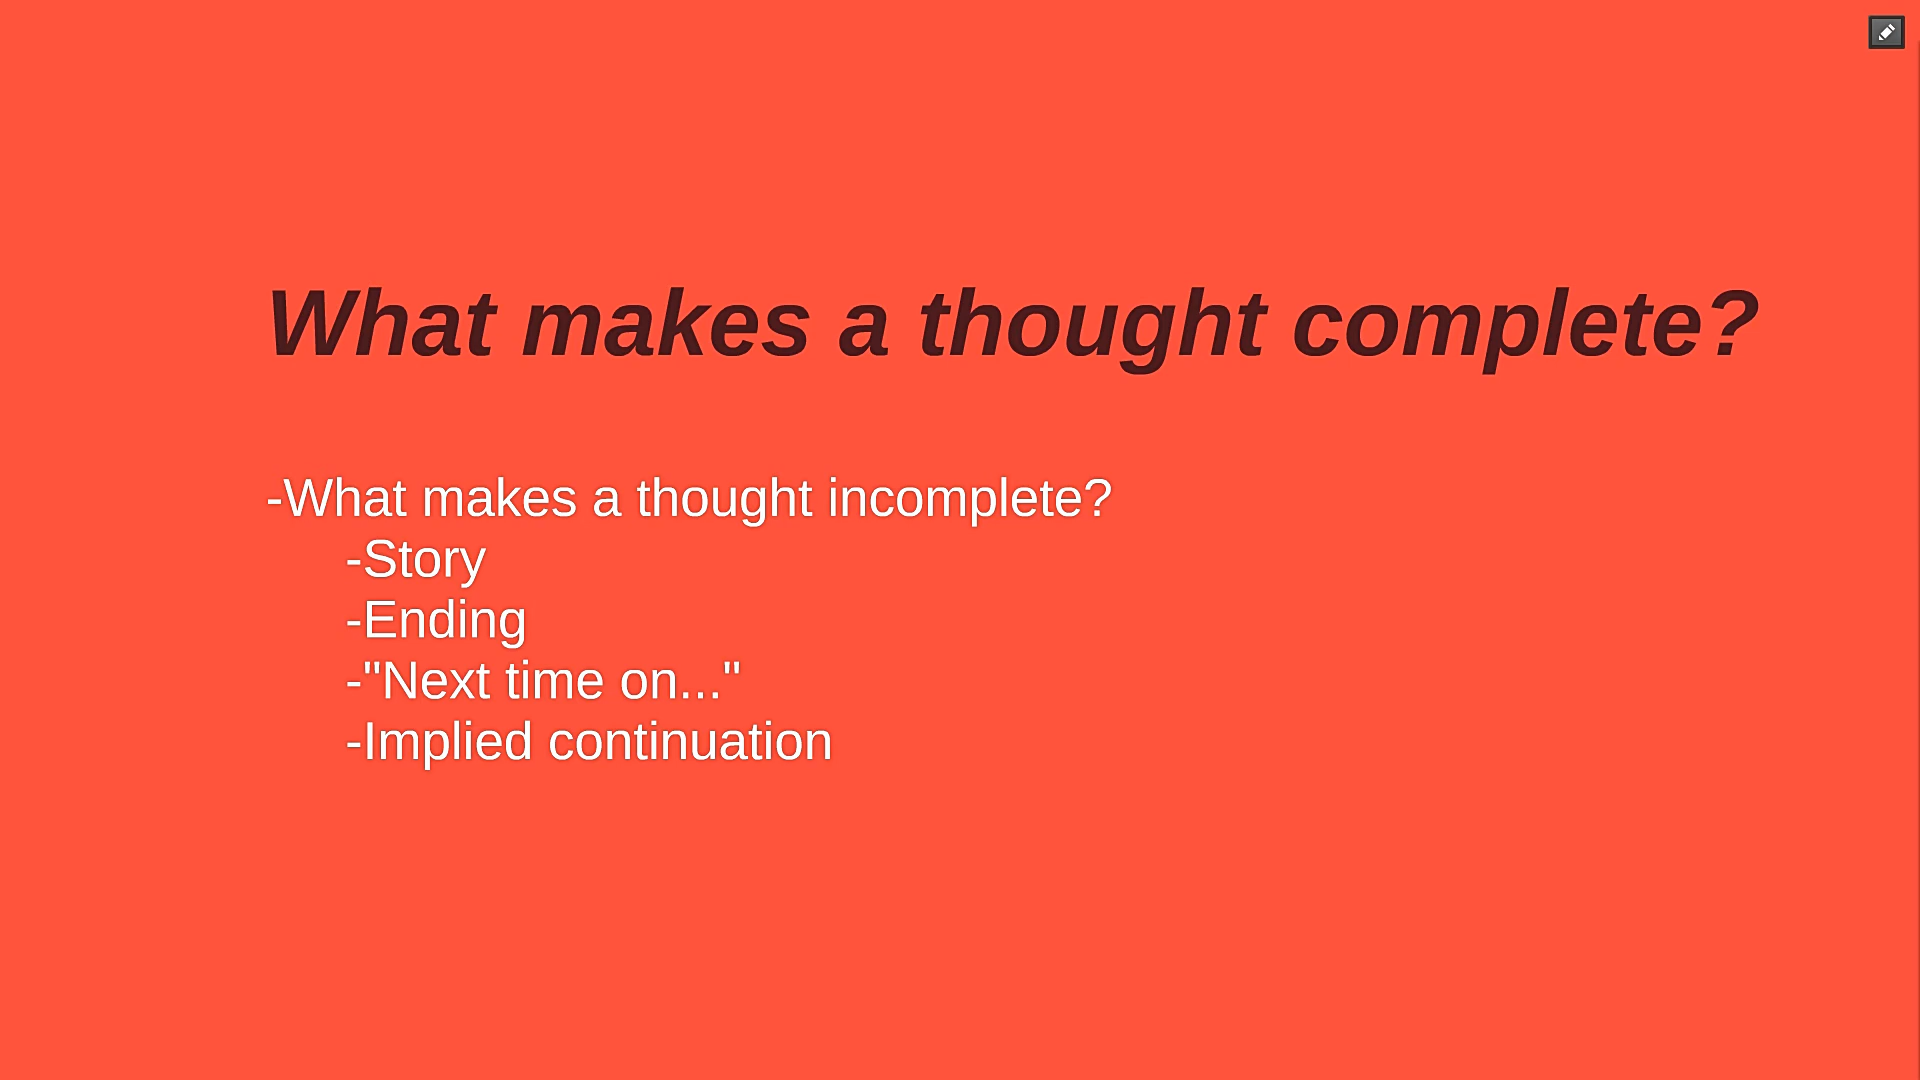 What makes a thought complete?
-What makes a thought incomplete?
-Story
-Ending
-"Next time on..."
-Implied continuation